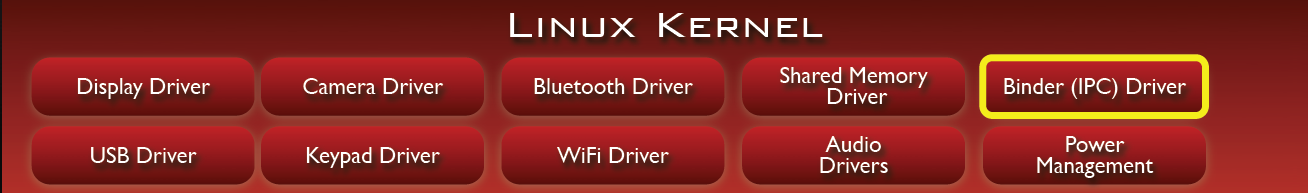 LINUX KERNEL
Display Driver
Camera Driver
Bluetooth Driver
Shared Memory
Driver
Binder (IPC) Driver
USB Driver
Keypad Driver
WiFi Driver
Audio
Drivers
Power
Management